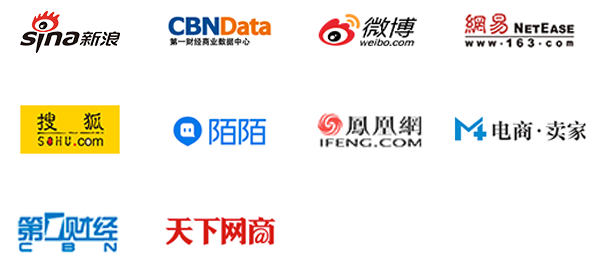 sina新浪
CBNData
第一财经商业数据中心
微博
weibo.com
網易 NETEASE
www.163.com
搜狐
SOHU.com
陌陌
鳳凰網
IFENG.COM
电商·卖家
第一财经
CBN
天下网商